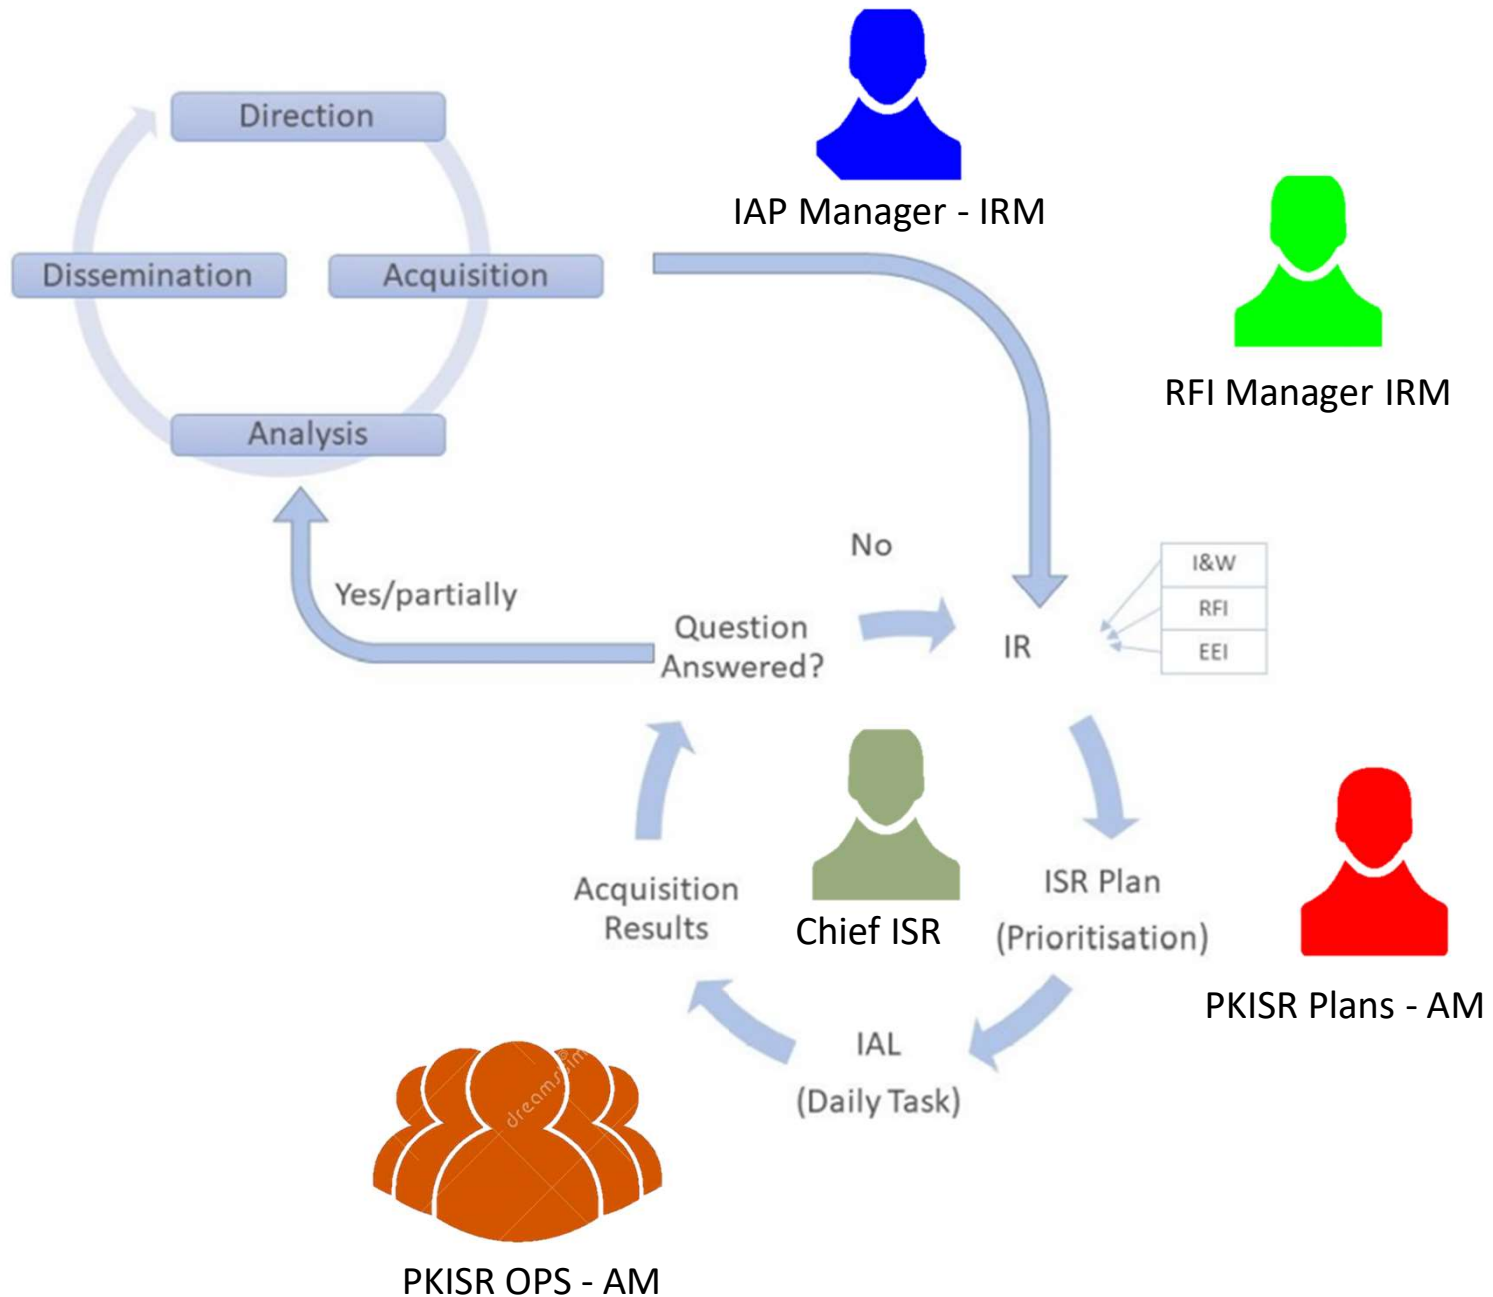 Direction
IAP Manager - IRM
Dissemination
Acquisition
RFI Manager IRM
Analysis
No
I&W
Yes/partially
RFI
Question
Answered?
IR
EEI
Acquisition
Results
Chief ISR
ISR Plan
(Prioritisation)
PKISR Plans - AM
IAL
(Daily Task)
PKISR OPS - AM